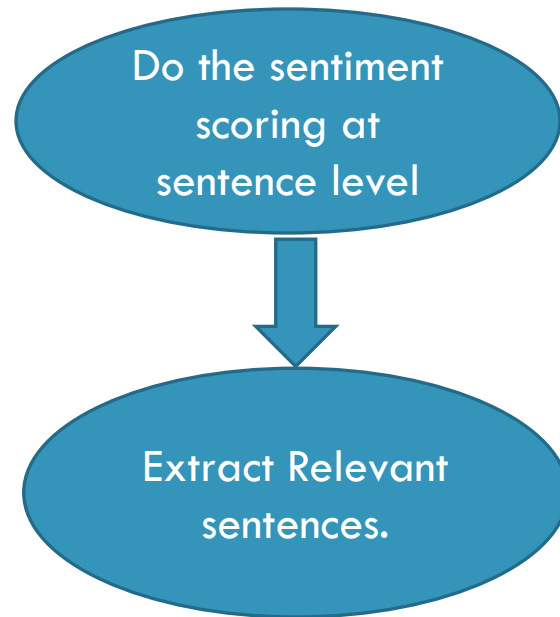 Do the sentiment
scoring at
sentence level
Extract Relevant
sentences.